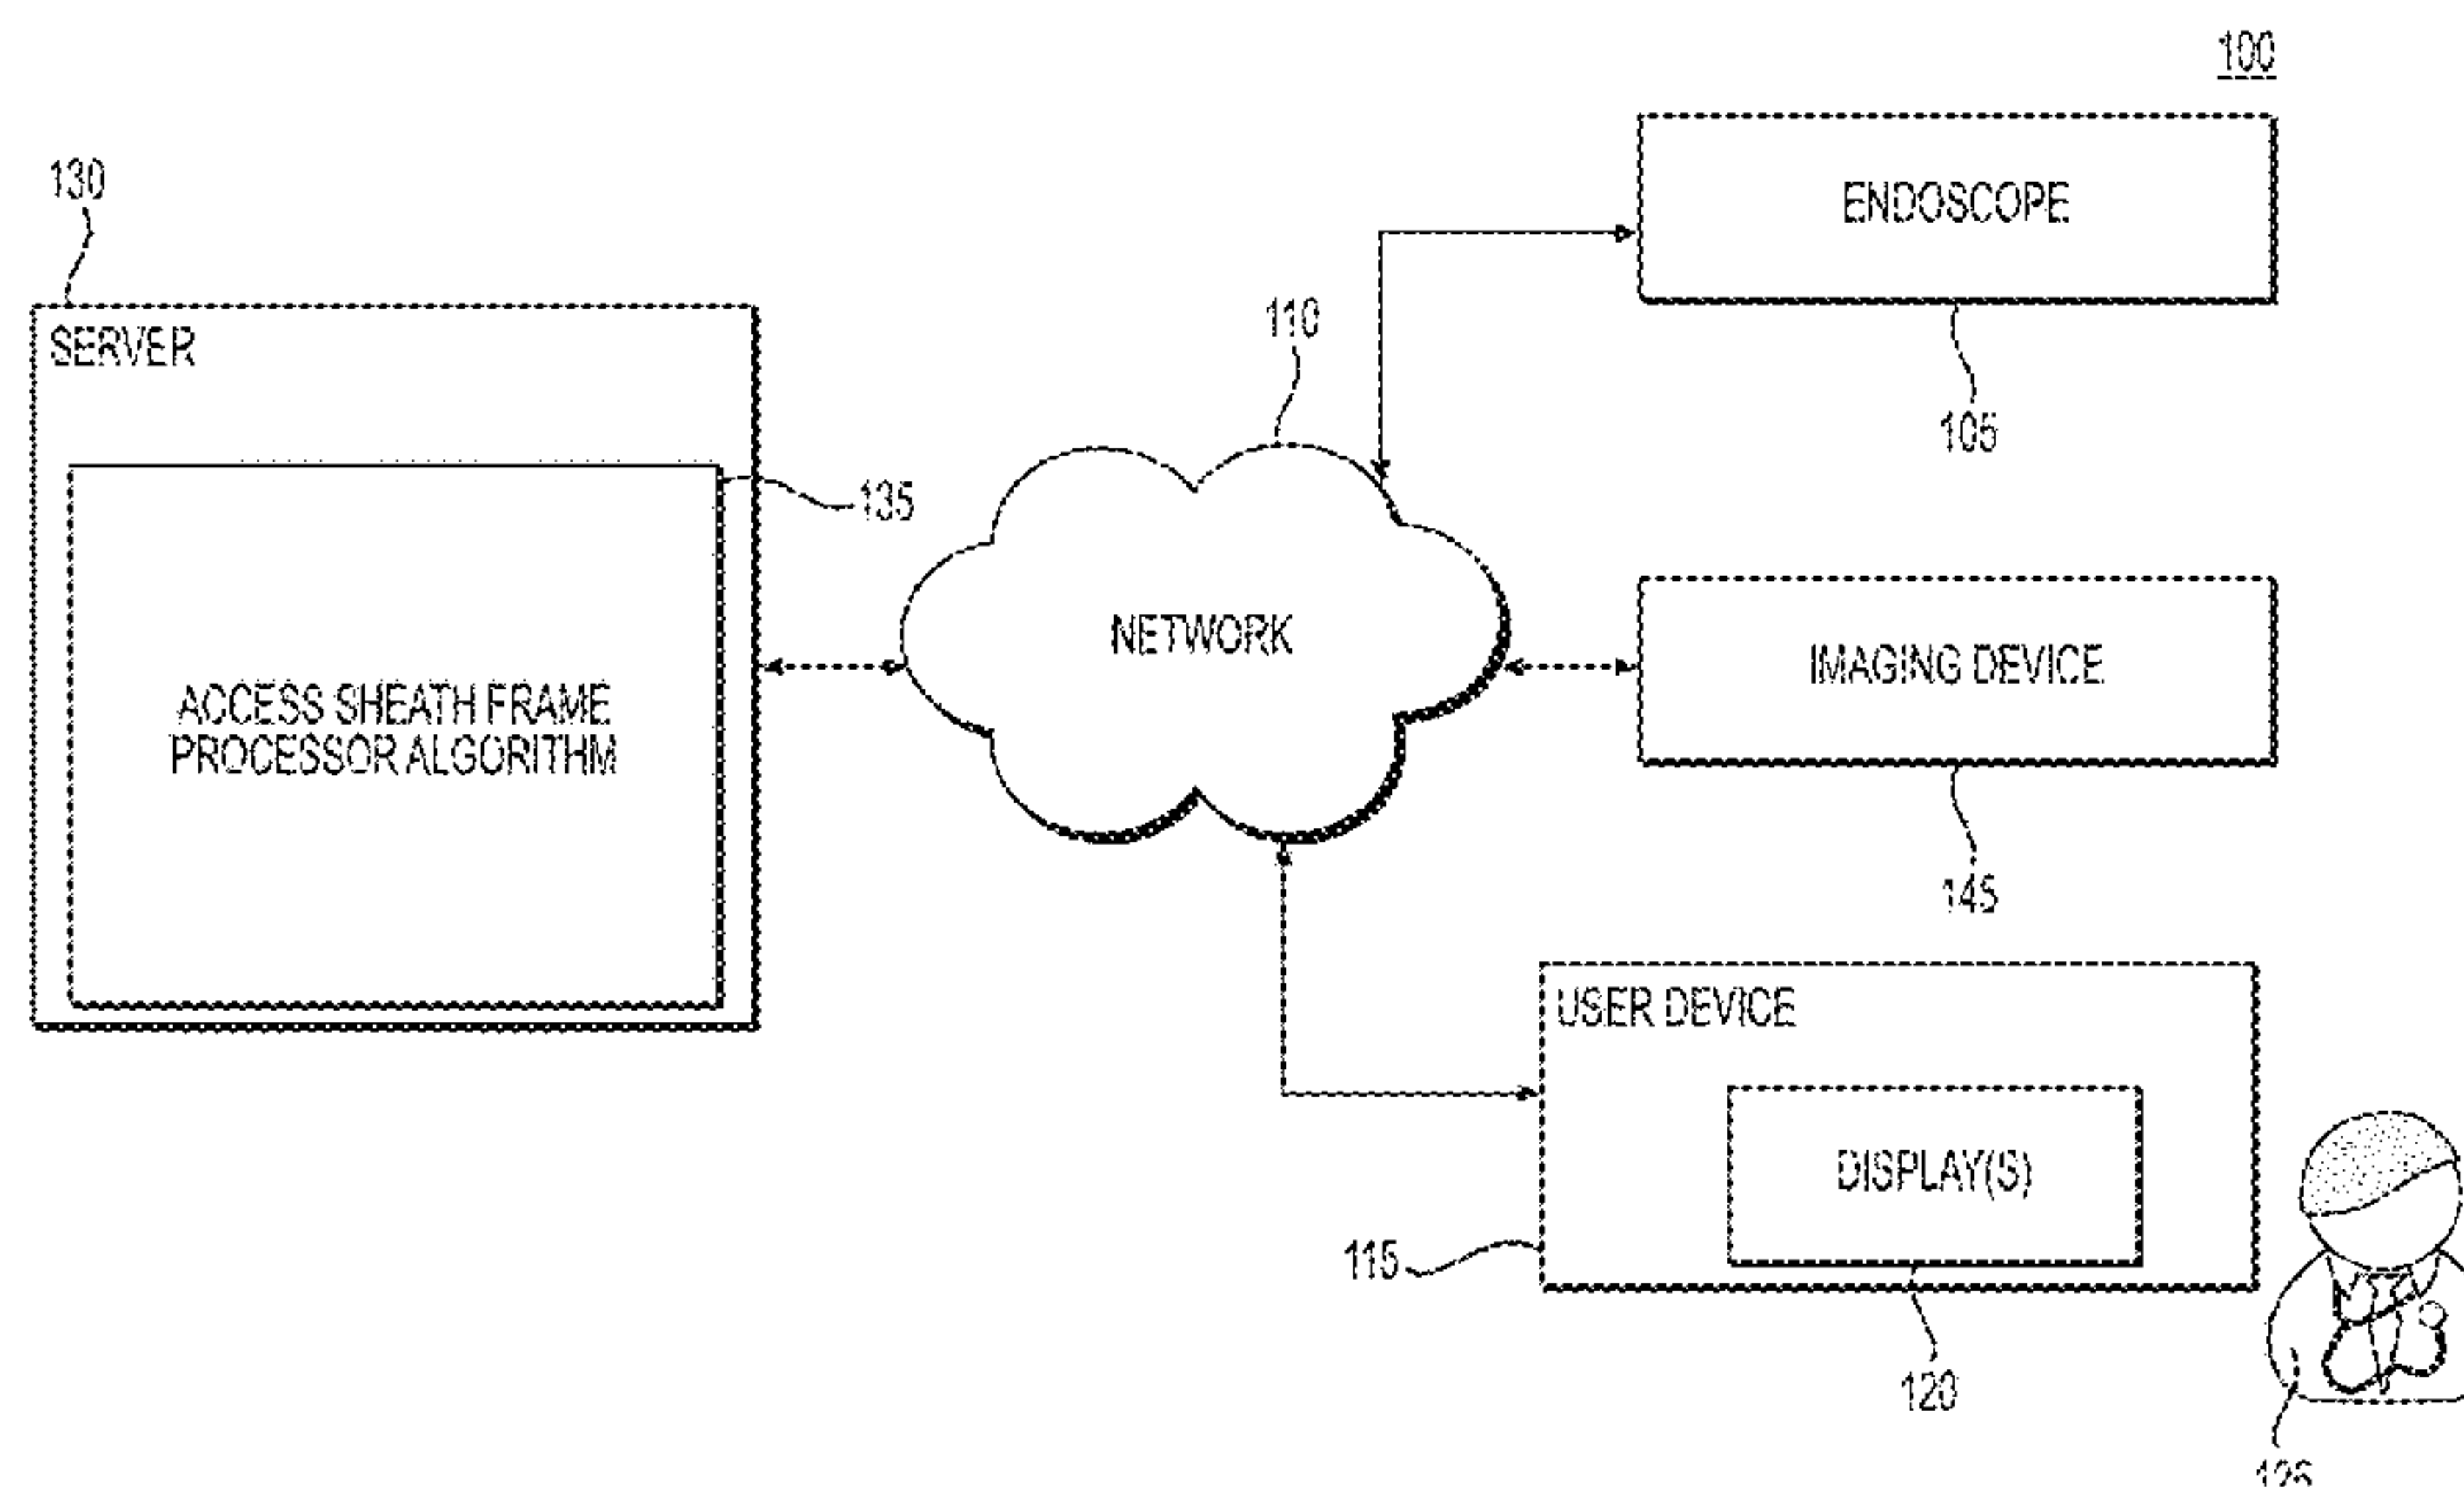 100
130
SERVER
135
ACCESS SHEATH FRAME
PROCESSOR ALGORITHM
110
NETWORK
ENDOSCOPE
105
IMAGING DEVICE
145
USER DEVICE
DISPLAY(S)
115
120